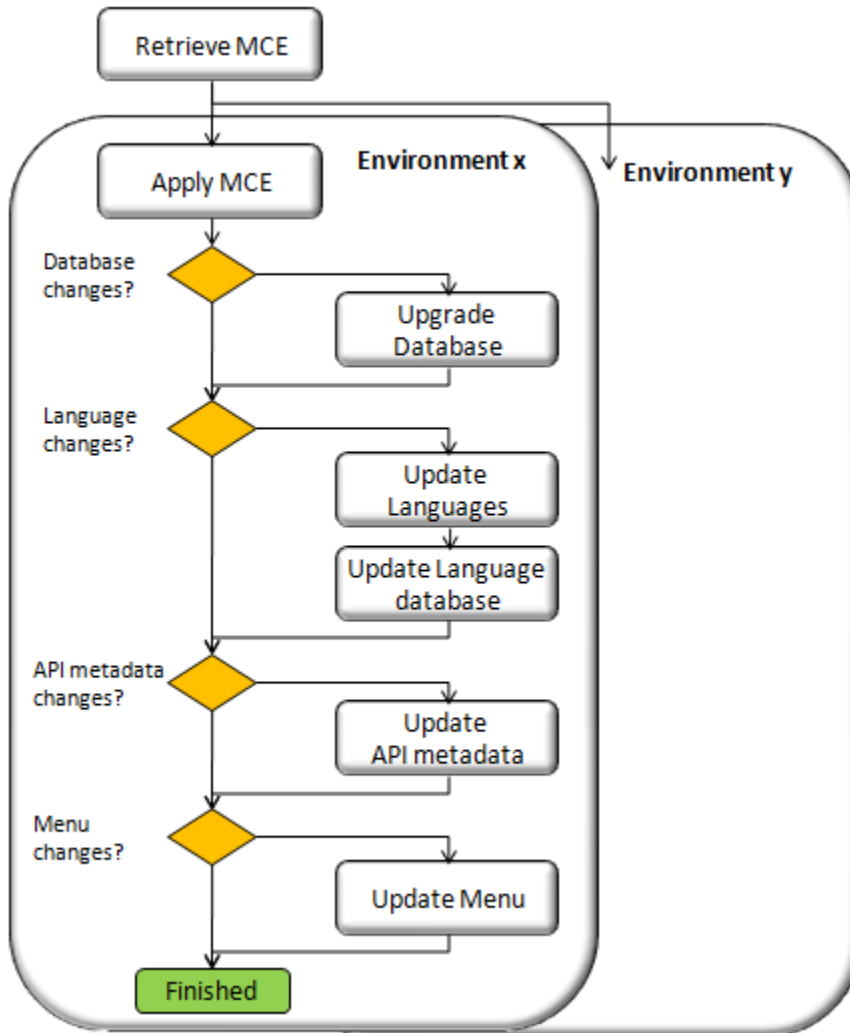 Retrieve MCE
Environment x
Environment y
Apply MCE
Database
changes?
Upgrade
Database
Language
changes?
Update
Languages
Update Language
database
API metadata
changes?
Update
API metadata
Menu
changes?
Update Menu
Finished